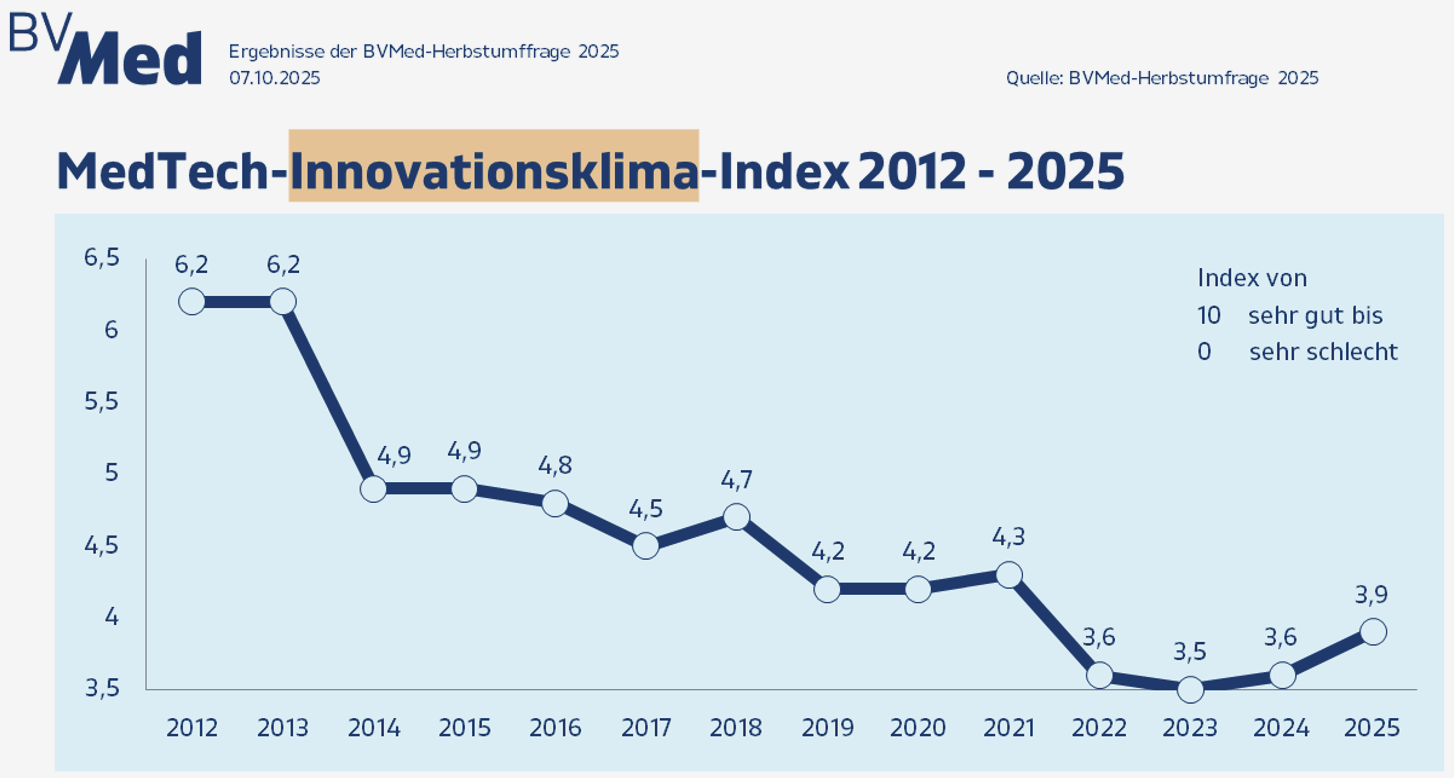 BVMed
Ergebnisse der BVMed-Herbstumffrage 2025
07.10.2025
Quelle: BVMed-Herbstumfrage 2025
MedTech-Innovationsklima-Index 2012 - 2025
Index von
10 sehr gut bis
0 sehr schlecht
6,5
6
5,5
5
4,5
4
3,5
6,2
6,2
4,9
4,9
4,8
4,5
4,7
4,2
4,2
4,3
3,6
3,5
3,6
3,9
2012 2013 2014 2015 2016 2017 2018 2019 2020 2021 2022 2023 2024 2025